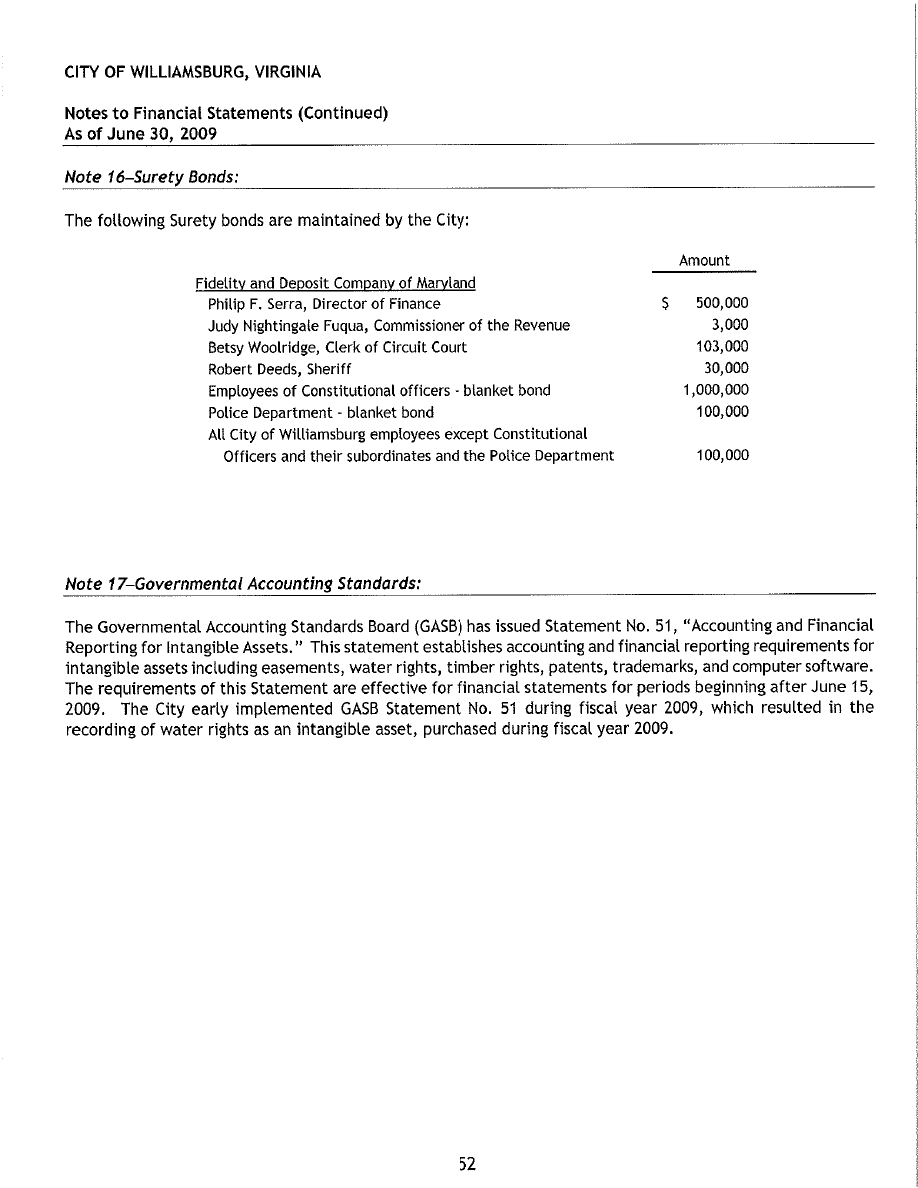 CITY OF WILLIAMSBURG, VIRGINIA
Notes to Financial Statements (Continued)
As of June 30, 2009
Note 16–Surety Bonds:
The following Surety bonds are maintained by the City:
Amount
Fidelity and Deposit Company of Maryland
Philip F. Serra, Director of Finance $ 500,000
Judy Nightingale Fuqua, Commissioner of the Revenue 3,000
Betsy Woolridge, Clerk of Circuit Court 103,000
Robert Deeds, Sheriff 30,000
Employees of Constitutional officers - blanket bond 1,000,000
Police Department - blanket bond 100,000
All City of Williamsburg employees except Constitutional
Officers and their subordinates and the Police Department 100,000
Note 17–Governmental Accounting Standards:
The Governmental Accounting Standards Board (GASB) has issued Statement No. 51, “Accounting and Financial
Reporting for Intangible Assets.” This statement establishes accounting and financial reporting requirements for
intangible assets including easements, water rights, timber rights, patents, trademarks, and computer software.
The requirements of this Statement are effective for financial statements for periods beginning after June 15,
2009. The City early implemented GASB Statement No. 51 during fiscal year 2009, which resulted in the
recording of water rights as an intangible asset, purchased during fiscal year 2009.
52